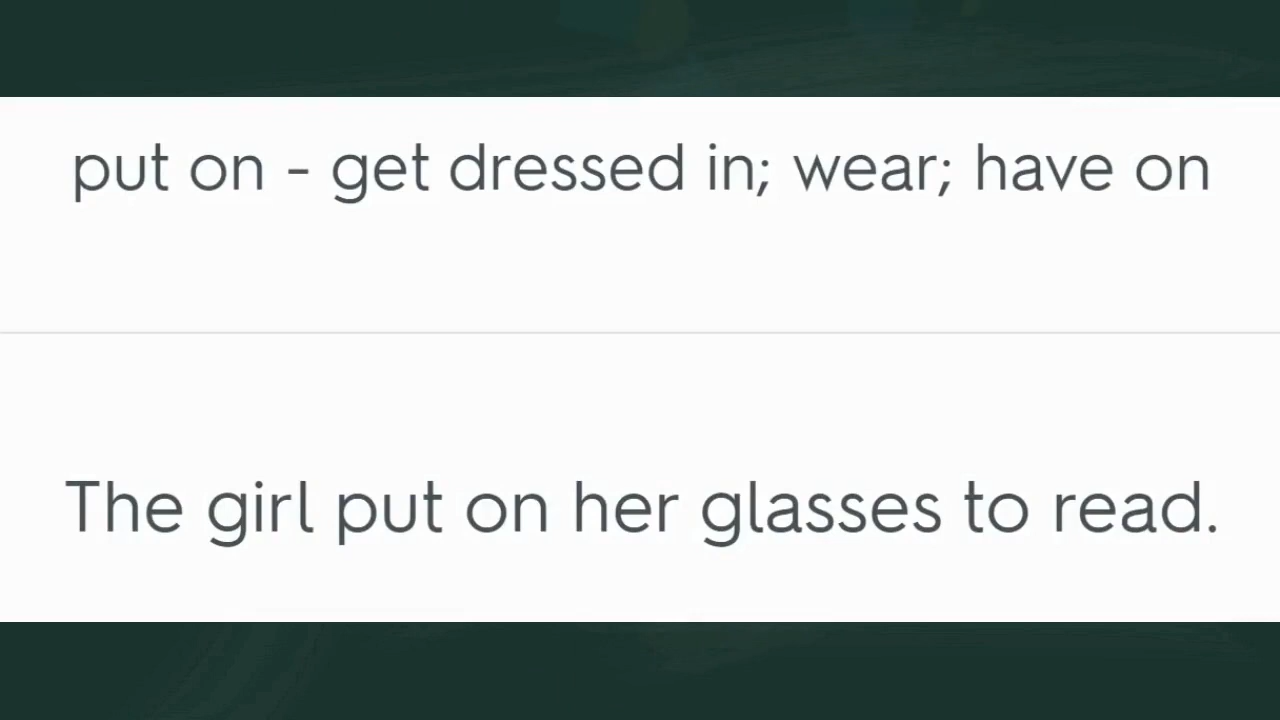 put on - get dressed in; wear; have on
The girl put on her glasses to read.